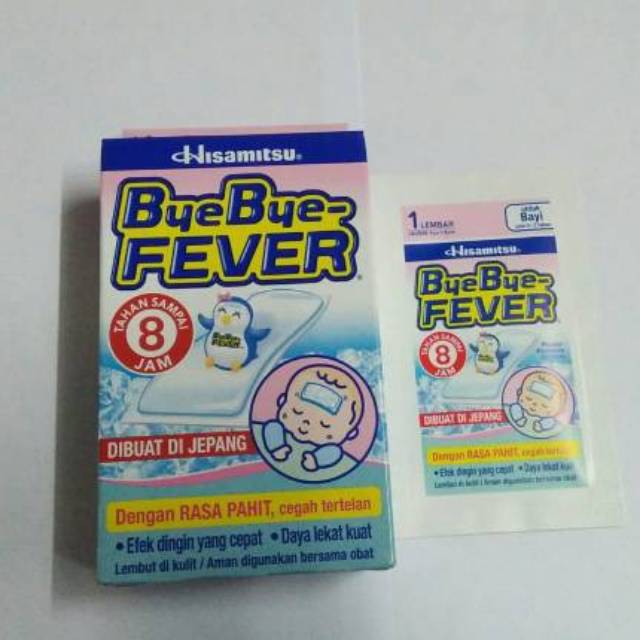 Hisamitsu®
ByeBye-
FEVER®
TAHAN SAMPAI
8
JAM
ByeBye
FEVER
DIBUAT DI JEPANG
Dengan RASA PAHIT, cegah tertelan
• Efek dingin yang cepat • Daya lekat kuat
Lembut di kulit / Aman digunakan bersama obat
1 LEMBAR
untuk
Bayi
Hisamitsu®
ByeBye-
FEVER
TAHAN SAMPAI
8
JAM
DIBUAT DI JEPANG
Dengan RASA PAHIT, cegah tertelan
• Efek dingin yang cepat • Daya lekat kuat
Lembut di kulit / Aman digunakan bersama obat